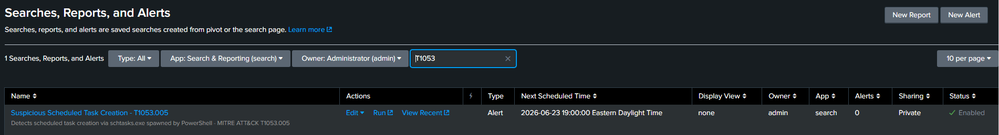 Searches, Reports, and Alerts
New Report
New Alert
Searches, reports, and alerts are saved searches created from pivot or the search page. Learn more
1 Searches, Reports, and Alerts
Type: All
App: Search & Reporting (search)
Owner: Administrator (admin)
T1053
10 per page
Name Actions Type Next Scheduled Time Display View Owner App Alerts Sharing Status
Suspicious Scheduled Task Creation - T1053.005 Edit Run View Recent Alert 2026-06-23 19:00:00 Eastern Daylight Time none admin search 0 Private Enabled
Detects scheduled task creation via schtasks.exe spawned by PowerShell - MITRE ATT&CK T1053.005